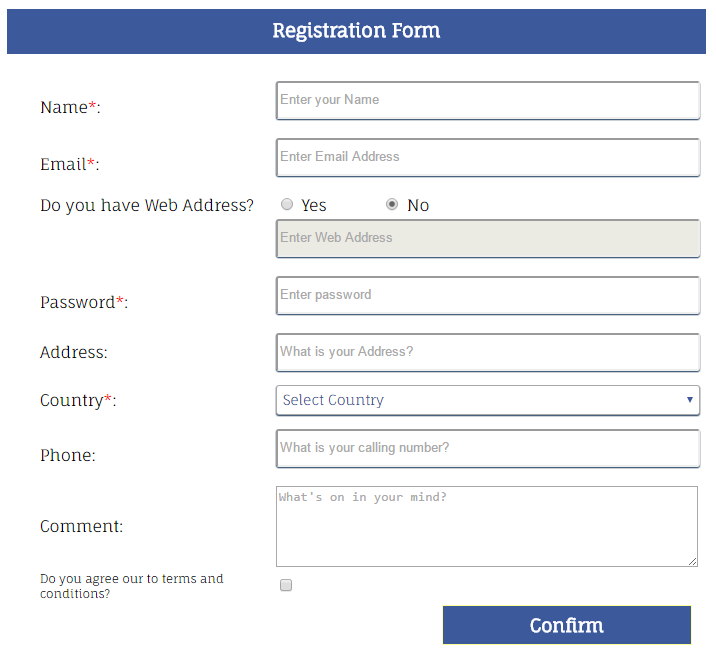 Registration Form
Name*: Enter your Name
Email*: Enter Email Address
Do you have Web Address? Yes No
Enter Web Address
Password*: Enter password
Address: What is your Address?
Country*: Select Country
Phone: What is your calling number?
What's on in your mind?
Comment:
Do you agree our to terms and
conditions?
Confirm